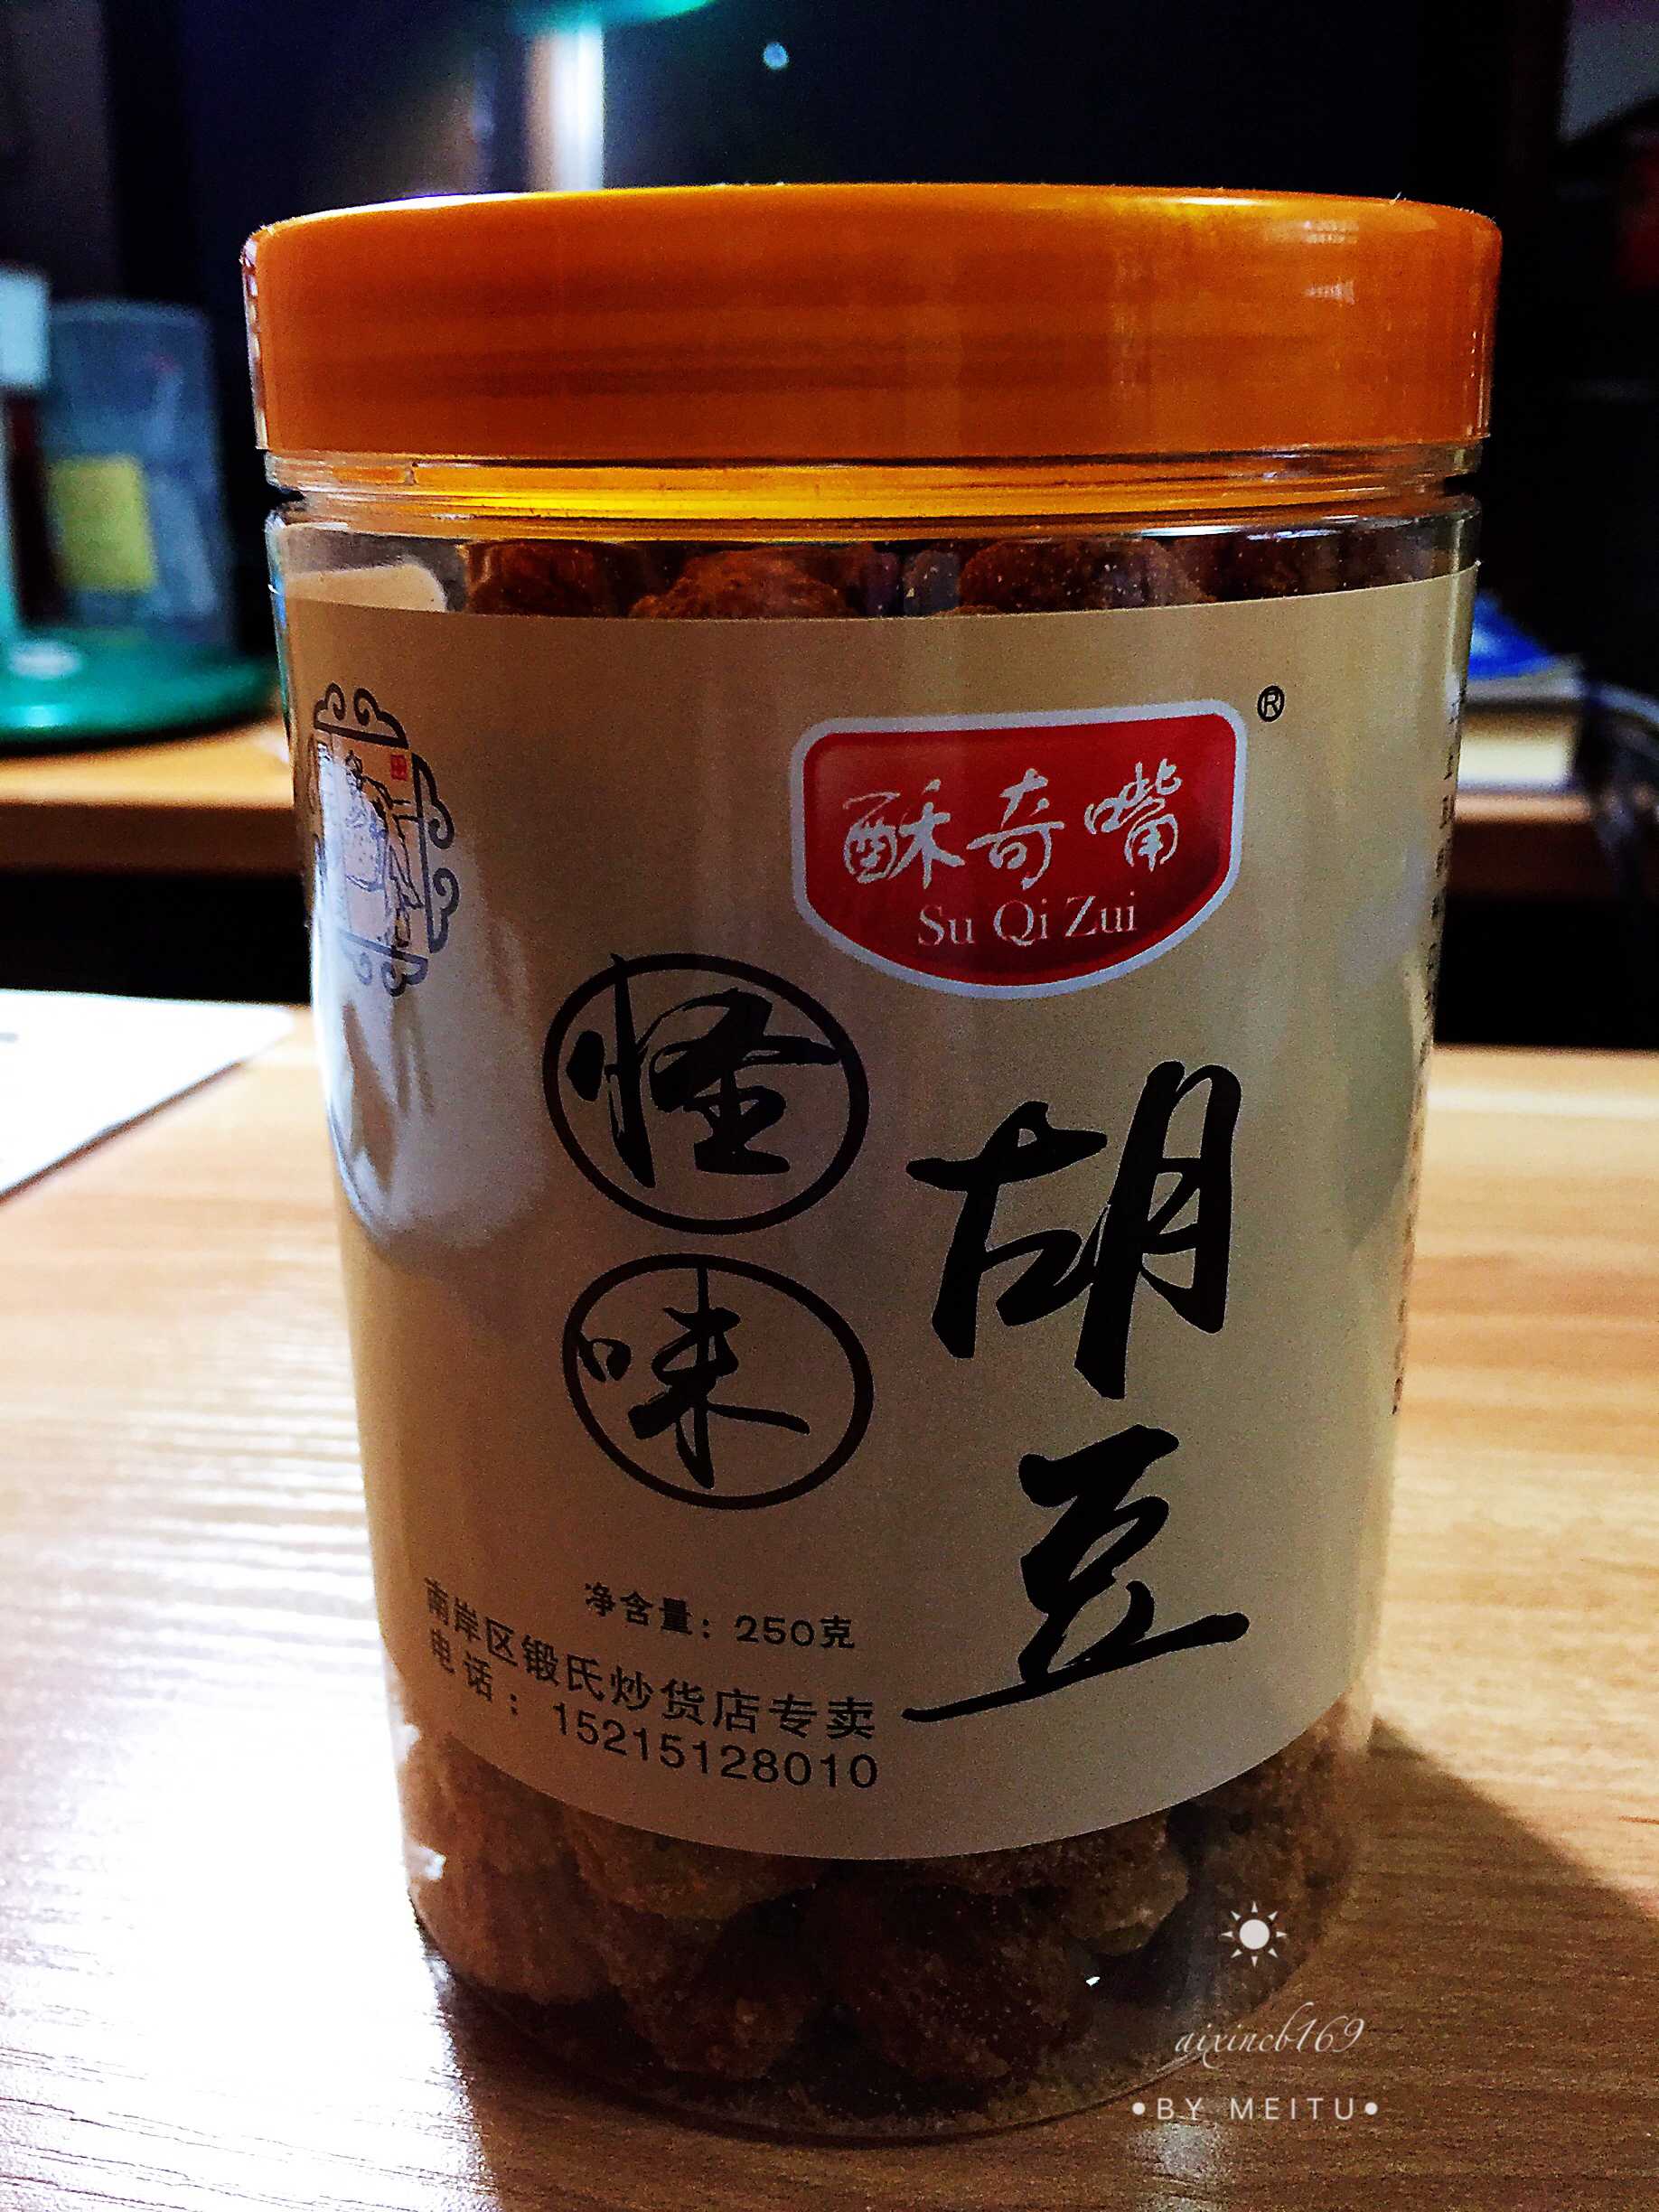 酥奇嘴
®
Su Qi Zui
怪味
胡豆
净含量：250克
南岸区锻氏炒货店专卖
电话：15215128010
aixincb169
•BY MEITU•